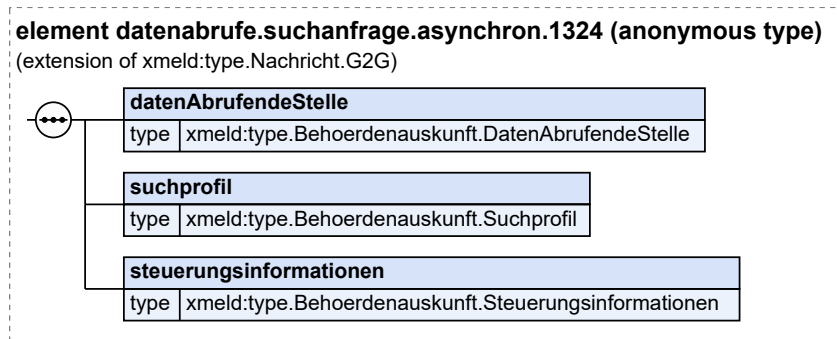 element datenabrufe.suchanfrage.asynchron.1324 (anonymous type)
(extension of xmeld:type.Nachricht.G2G)
datenAbrufendeStelle
type xmeld:type.Behoerdenauskunft.DatenAbrufendeStelle
suchprofil
type xmeld:type.Behoerdenauskunft.Suchprofil
steuerungsinformationen
type xmeld:type.Behoerdenauskunft.Steuerungsinformationen